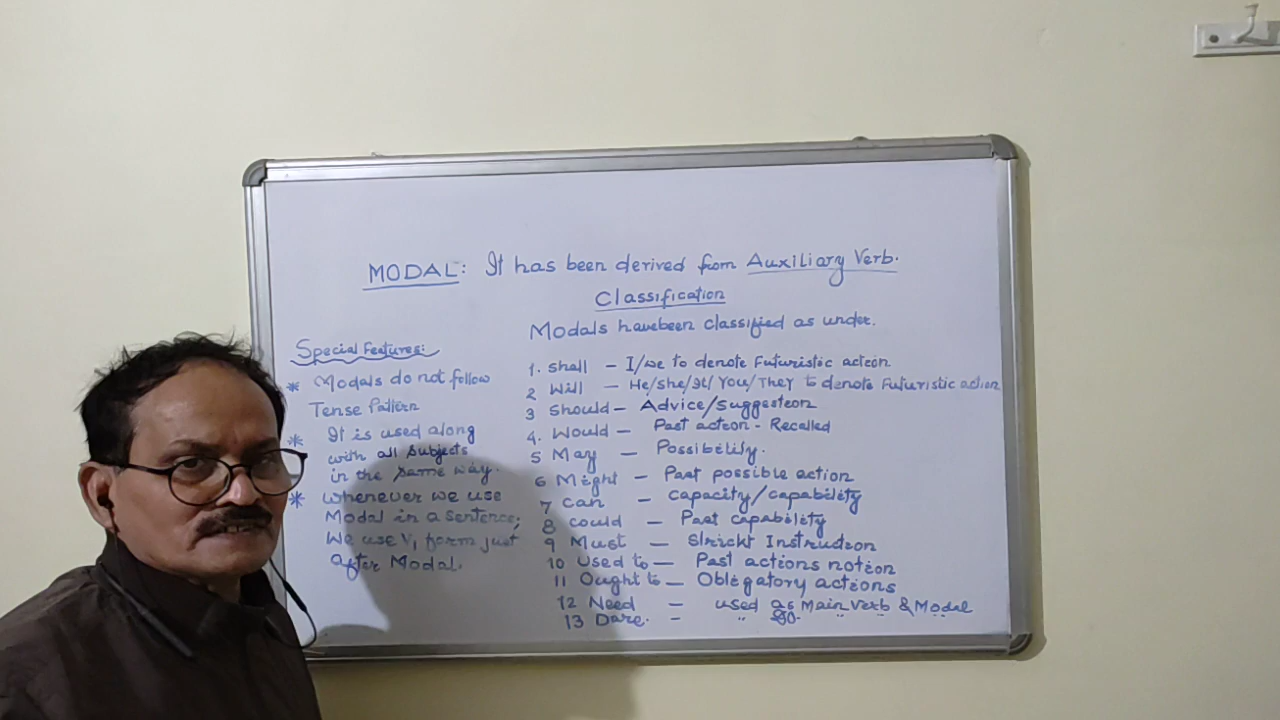 MODAL: It has been derived from Auxiliary Verb.
Classification
Modals havebeen classified as under.
Special Features:
* Modals do not follow
Tense Pattern
* It is used along
with all subjects
in the same way.
* Whenever we use
Modal in a sentence,
We use V1 form just
after Modal.
1. Shall – I/we to denote Futuristic action
2 Will – He/She/It/You/They to denote Futuristic action
3 Should – Advice/suggestion
4. Would – Past action - Recalled
5 May – Possibility.
6 Might – Past possible action
7 Can – Capacity/capability
8 Could – Past capability
9 Must – Strickt Instruction
10 Used to – Past actions notion
11 Ought to – Obligatory actions
12 Need – used as Main Verb & Modal
13 Dare. – " do. " "